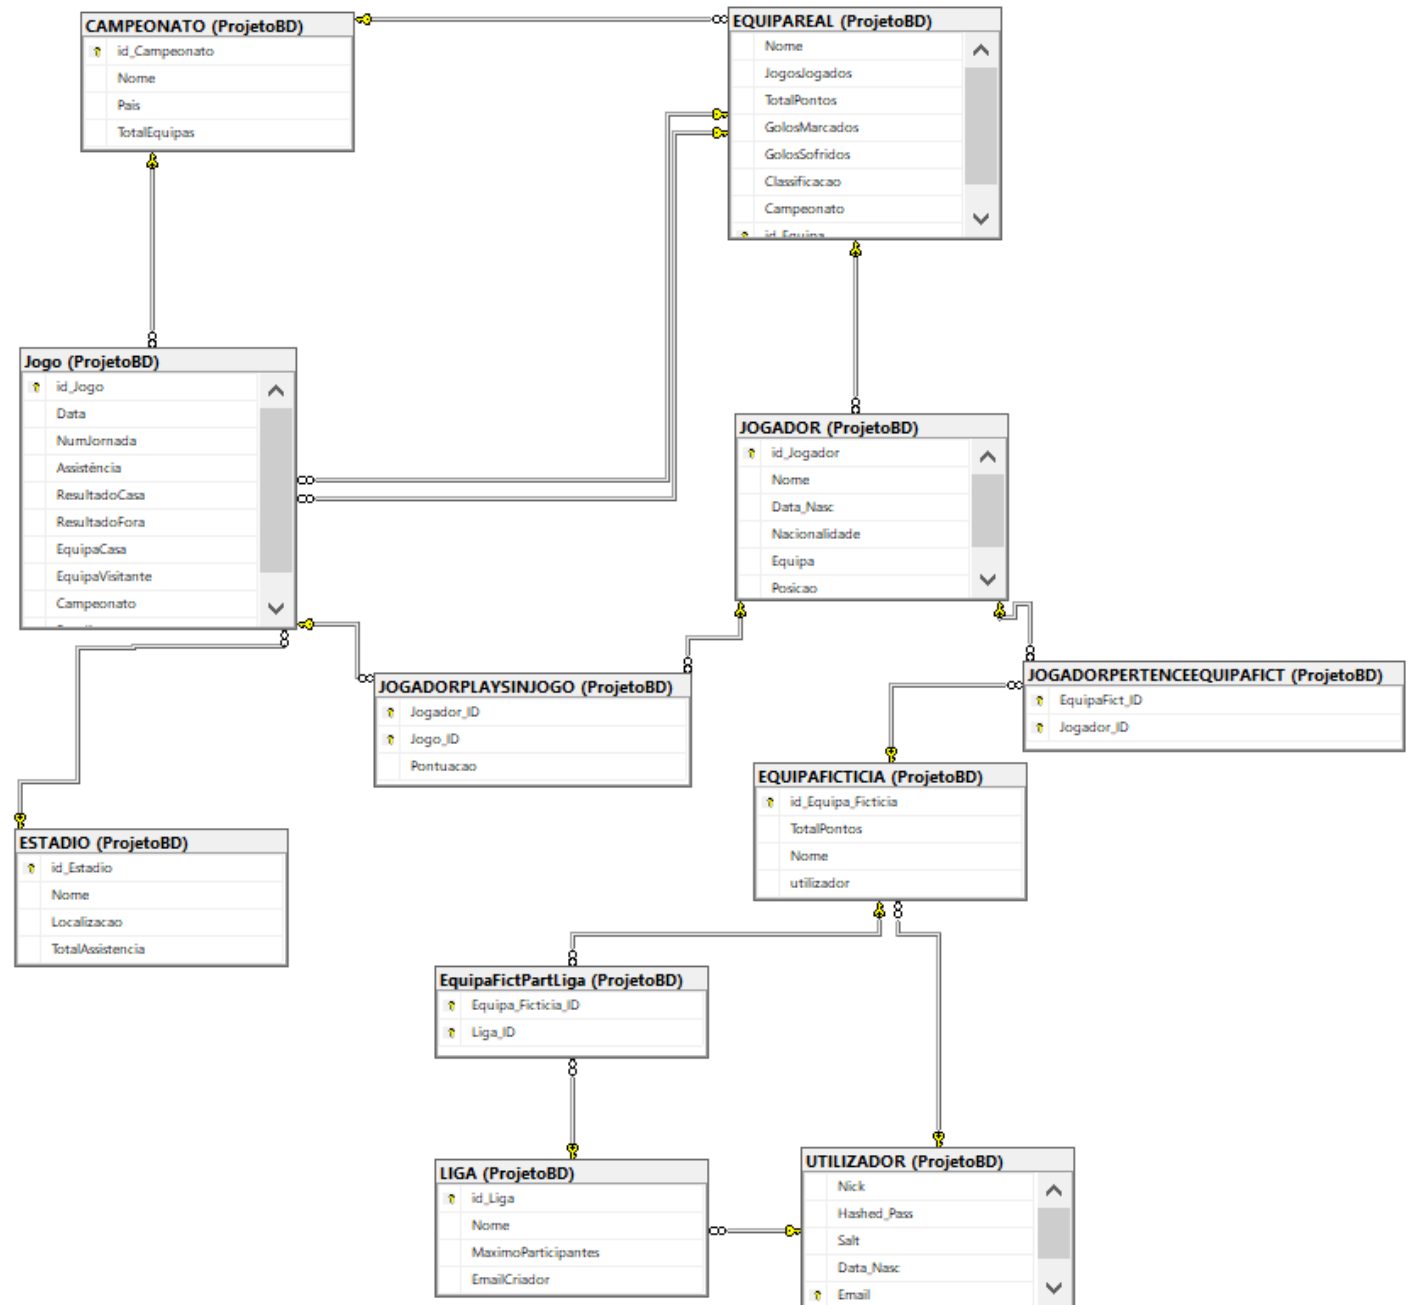 CAMPEONATO (ProjetoBD)
id_Campeonato
Nome
Pais
TotalEquipas
EQUIPAREAL (ProjetoBD)
Nome
JogosJogados
TotalPontos
GolosMarcados
GolosSofridos
Classificacao
Campeonato
id_Equipa
Jogo (ProjetoBD)
id_Jogo
Data
NumJornada
Assistência
ResultadoCasa
ResultadoFora
EquipaCasa
EquipaVisitante
Campeonato
JOGADOR (ProjetoBD)
id_Jogador
Nome
Data_Nasc
Nacionalidade
Equipa
Posicao
JOGADORPLAYSINJOGO (ProjetoBD)
Jogador_ID
Jogo_ID
Pontuacao
JOGADORPERTENCEEQUIPAFICT (ProjetoBD)
EquipaFict_ID
Jogador_ID
EQUIPAFICTICIA (ProjetoBD)
id_Equipa_Ficticia
TotalPontos
Nome
utilizador
ESTADIO (ProjetoBD)
id_Estadio
Nome
Localizacao
TotalAssistencia
EquipaFictPartLiga (ProjetoBD)
Equipa_Ficticia_ID
Liga_ID
LIGA (ProjetoBD)
id_Liga
Nome
MaximoParticipantes
EmailCriador
UTILIZADOR (ProjetoBD)
Nick
Hashed_Pass
Salt
Data_Nasc
Email